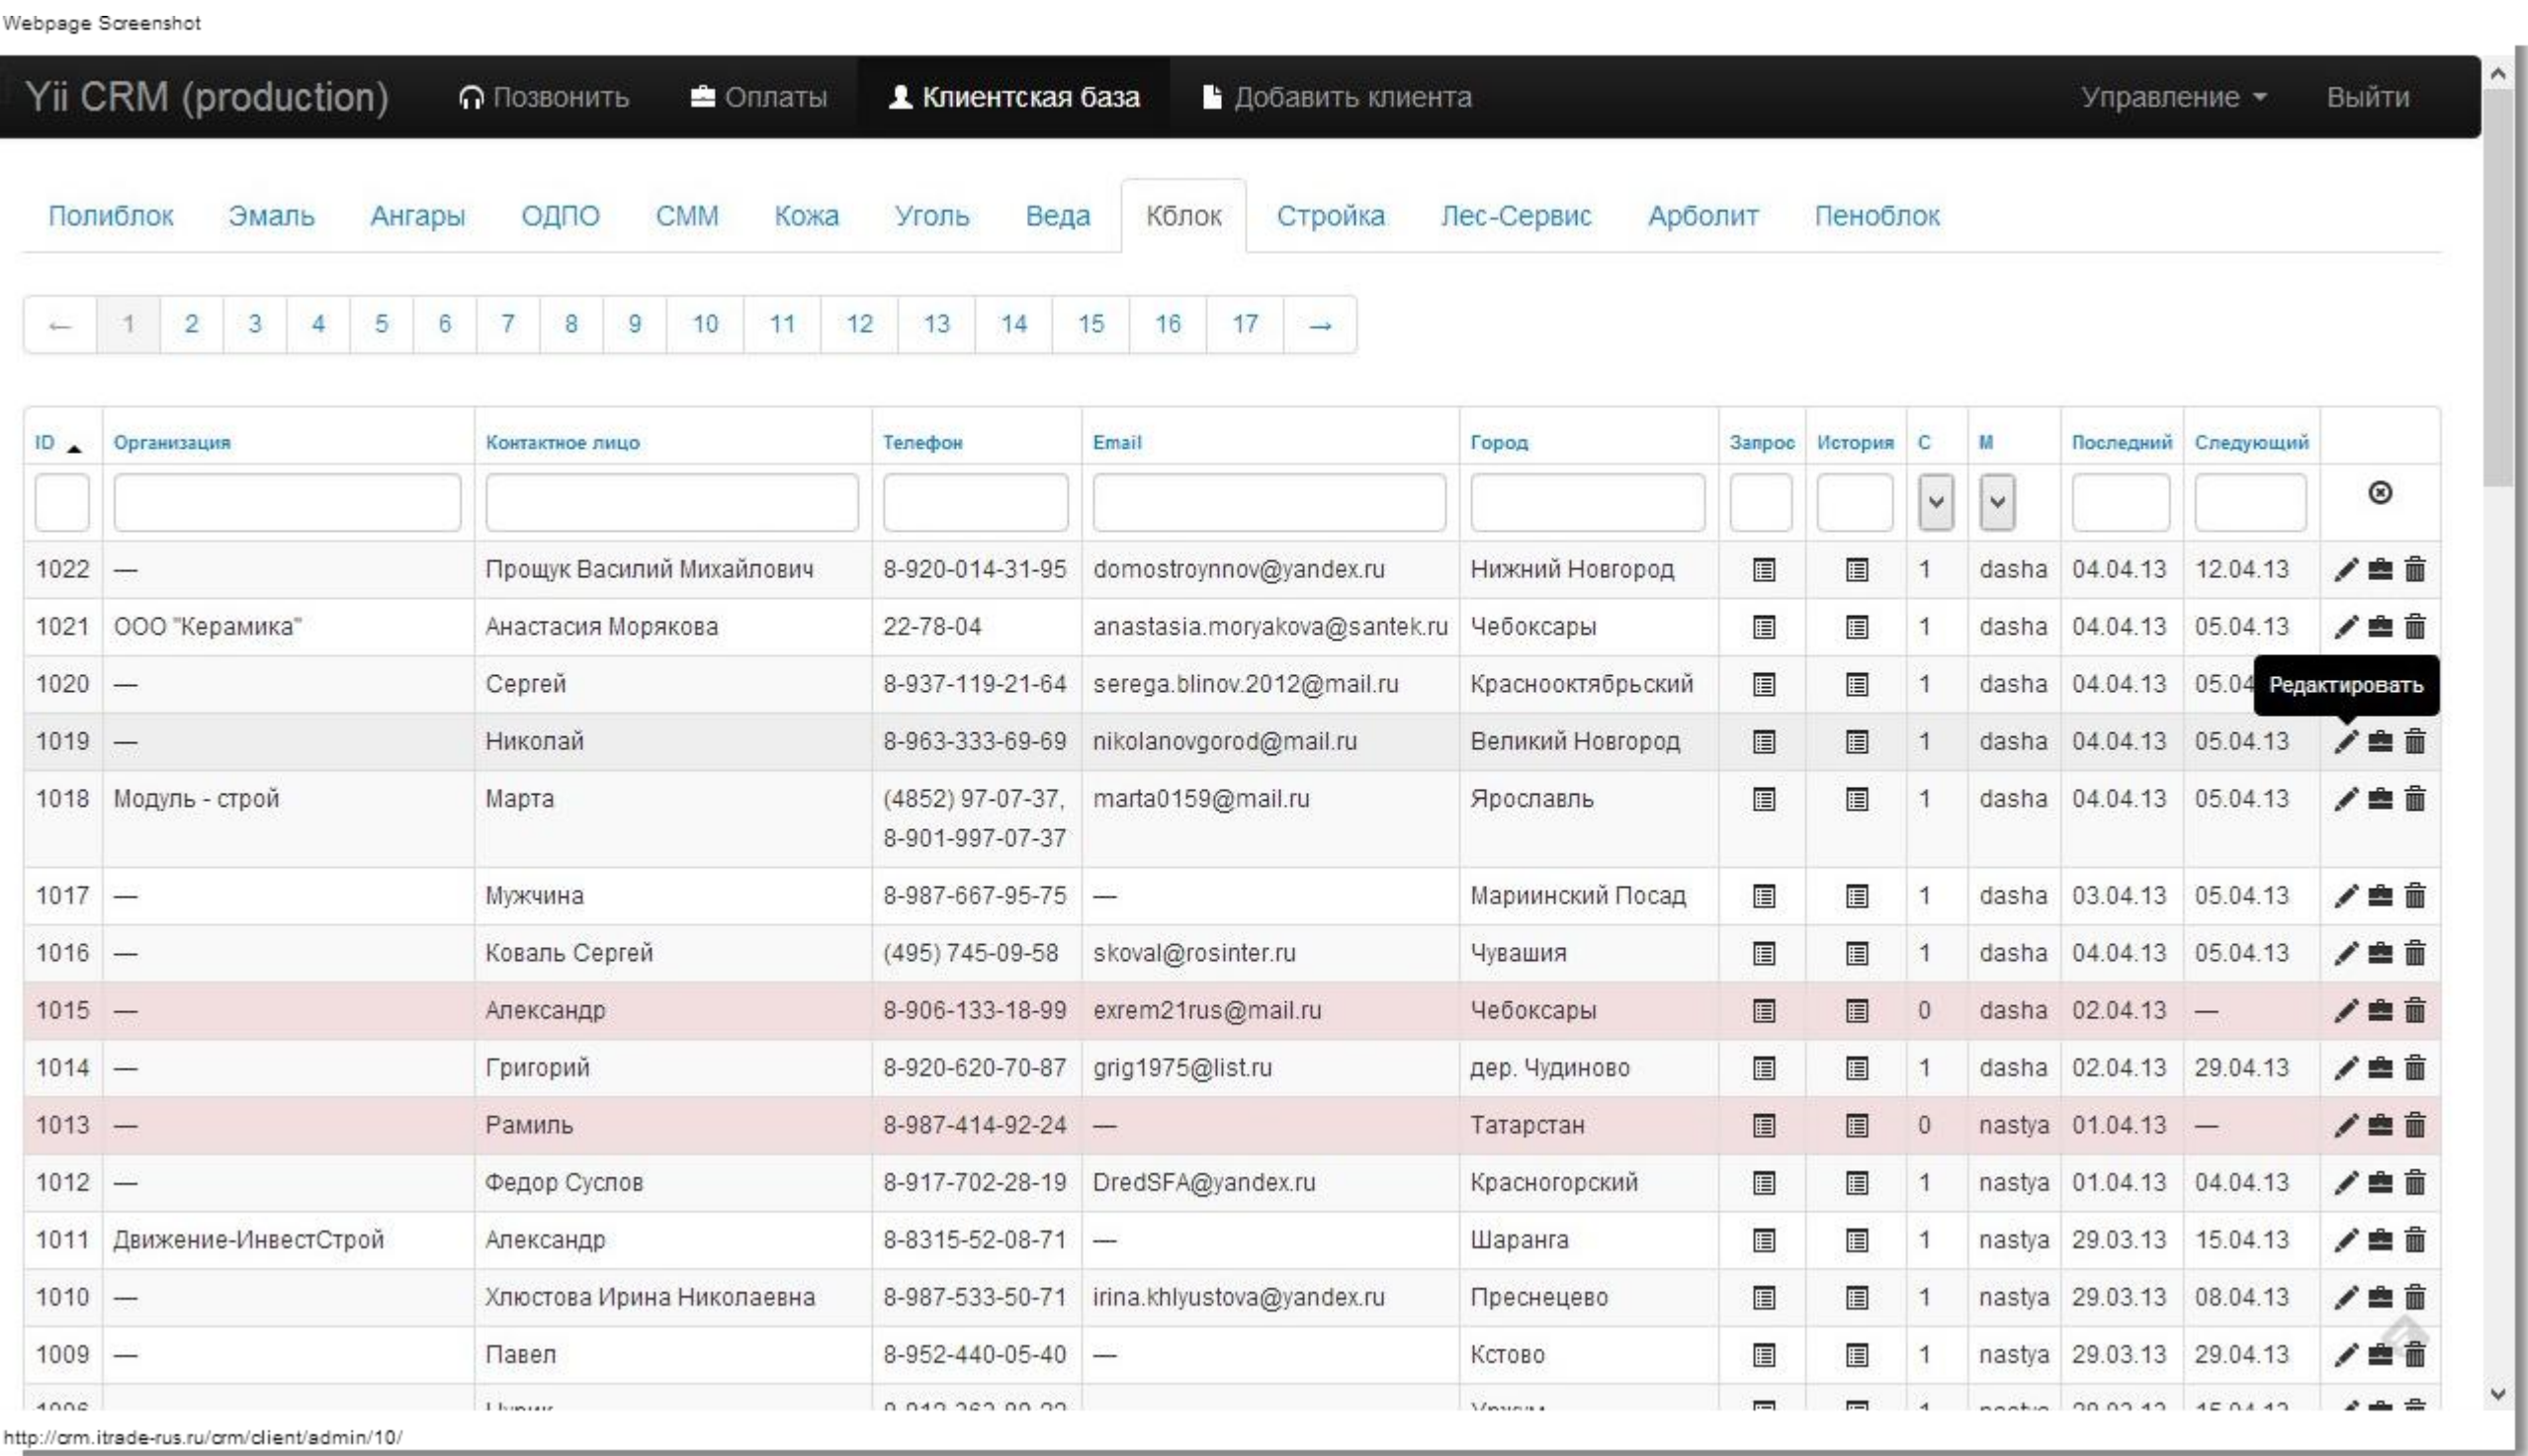 Webpage Screenshot
Yii CRM (production) Позвонить Оплаты Клиентская база Добавить клиента Управление Выйти
Полиблок Эмаль Ангары ОДПО СММ Кожа Уголь Веда Кблок Стройка Лес-Сервис Арболит Пеноблок
← 1 2 3 4 5 6 7 8 9 10 11 12 13 14 15 16 17 →
ID Организация Контактное лицо Телефон Email Город Запрос История С М Последний Следующий
1022 — Прощук Василий Михайлович 8-920-014-31-95 domostroynnov@yandex.ru Нижний Новгород 1 dasha 04.04.13 12.04.13
1021 ООО "Керамика" Анастасия Морякова 22-78-04 anastasia.moryakova@santek.ru Чебоксары 1 dasha 04.04.13 05.04.13
1020 — Сергей 8-937-119-21-64 serega.blinov.2012@mail.ru Краснооктябрьский 1 dasha 04.04.13 05.04 Редактировать
1019 — Николай 8-963-333-69-69 nikolanovgorod@mail.ru Великий Новгород 1 dasha 04.04.13 05.04.13
1018 Модуль - строй Марта (4852) 97-07-37, marta0159@mail.ru Ярославль 1 dasha 04.04.13 05.04.13
8-901-997-07-37
1017 — Мужчина 8-987-667-95-75 — Мариинский Посад 1 dasha 03.04.13 05.04.13
1016 — Коваль Сергей (495) 745-09-58 skoval@rosinter.ru Чувашия 1 dasha 04.04.13 05.04.13
1015 — Александр 8-906-133-18-99 exrem21rus@mail.ru Чебоксары 0 dasha 02.04.13 —
1014 — Григорий 8-920-620-70-87 grig1975@list.ru дер. Чудиново 1 dasha 02.04.13 29.04.13
1013 — Рамиль 8-987-414-92-24 — Татарстан 0 nastya 01.04.13 —
1012 — Федор Суслов 8-917-702-28-19 DredSFA@yandex.ru Красногорский 1 nastya 01.04.13 04.04.13
1011 Движение-ИнвестСтрой Александр 8-8315-52-08-71 — Шаранга 1 nastya 29.03.13 15.04.13
1010 — Хлюстова Ирина Николаевна 8-987-533-50-71 irina.khlyustova@yandex.ru Преснецево 1 nastya 29.03.13 08.04.13
1009 — Павел 8-952-440-05-40 — Кстово 1 nastya 29.03.13 29.04.13
http://crm.itrade-rus.ru/crm/client/admin/10/